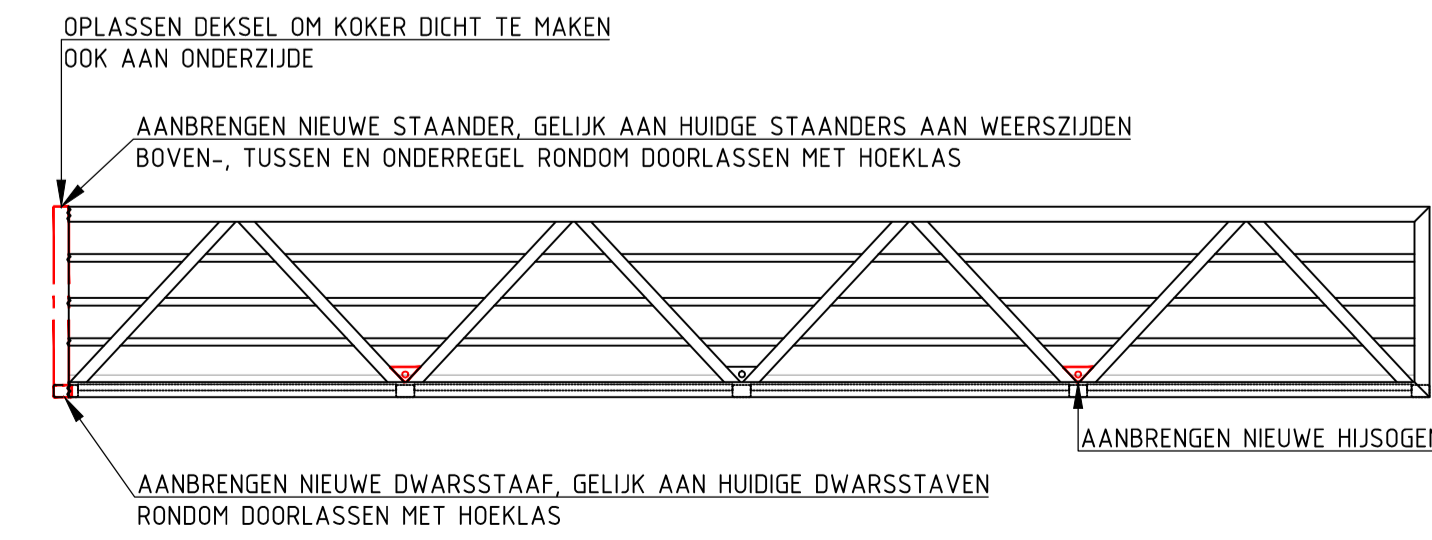 OPLASSEN DEKSEL OM KOKER DICHT TE MAKEN
OOK AAN ONDERZIJDE
AANBRENGEN NIEUWE STAANDER, GELIJK AAN HUIDGE STAANDERS AAN WEERSZIJDEN
BOVEN-, TUSSEN EN ONDERREGEL RONDOM DOORLASSEN MET HOEKLAS
AANBRENGEN NIEUWE
AANBRENGEN NIEUWE DWARSSTAAF, GELIJK AAN HUIDIGE DWARSSTAVEN
RONDOM DOORLASSEN MET HOEKLAS